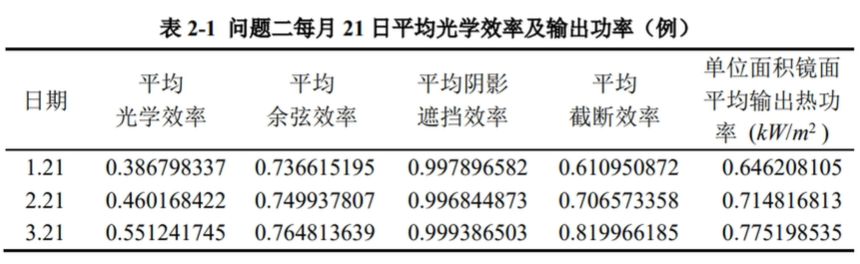 表 2-1 问题二每月 21 日平均光学效率及输出功率（例）
日期 平均光学效率 平均余弦效率 平均阴影遮挡效率 平均截断效率 单位面积镜面平均输出热功率 (kW/m²)
1.21 0.386798337 0.736615195 0.997896582 0.610950872 0.646208105
2.21 0.460168422 0.749937807 0.996844873 0.706573358 0.714816813
3.21 0.551241745 0.764813639 0.999386503 0.819966185 0.775198535